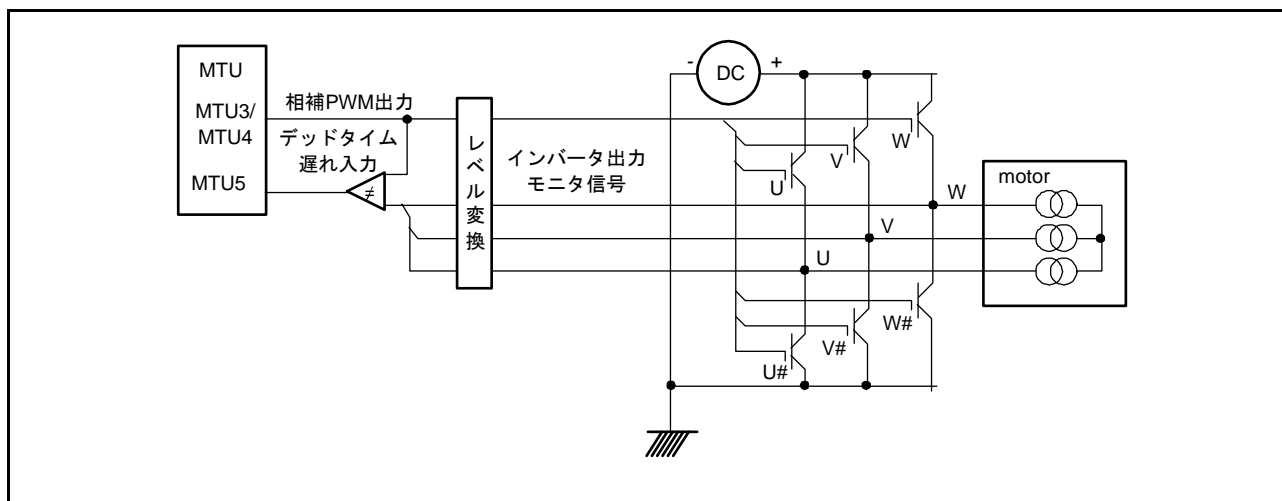 MTU
MTU3/
MTU4
MTU5
相補PWM出力
デッドタイム
遅れ入力
≠
レベル変換
インバータ出力
モニタ信号
-
DC
+
U
V
W
W
V
U
U#
V#
W#
motor